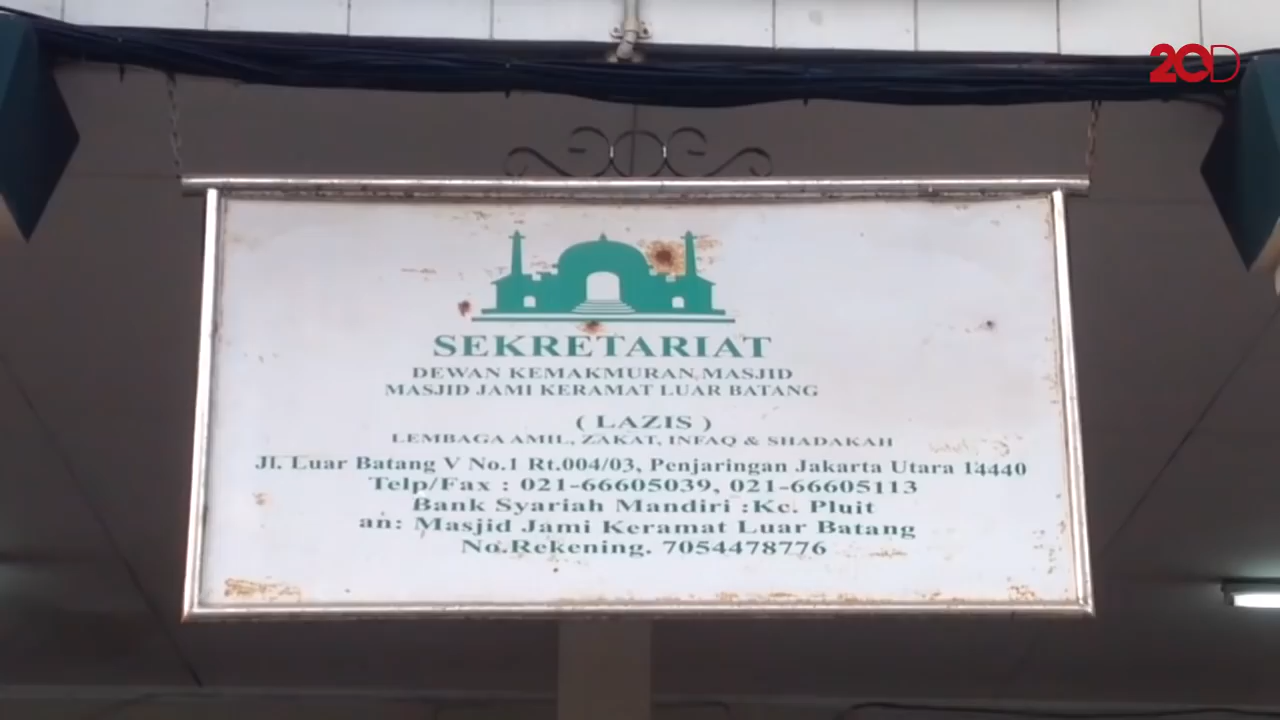 20D
SEKRETARIAT
DEWAN KEMAKMURAN MASJID
MASJID JAMI KERAMAT LUAR BATANG
( LAZIS )
LEMBAGA AMIL, ZAKAT, INFAQ & SHADAKAH
Jl. Luar Batang V No.1 Rt.004/03, Penjaringan Jakarta Utara 14440
Telp/Fax : 021-66605039, 021-66605113
Bank Syariah Mandiri :Kc. Pluit
an: Masjid Jami Keramat Luar Batang
No.Rekening. 7054478776